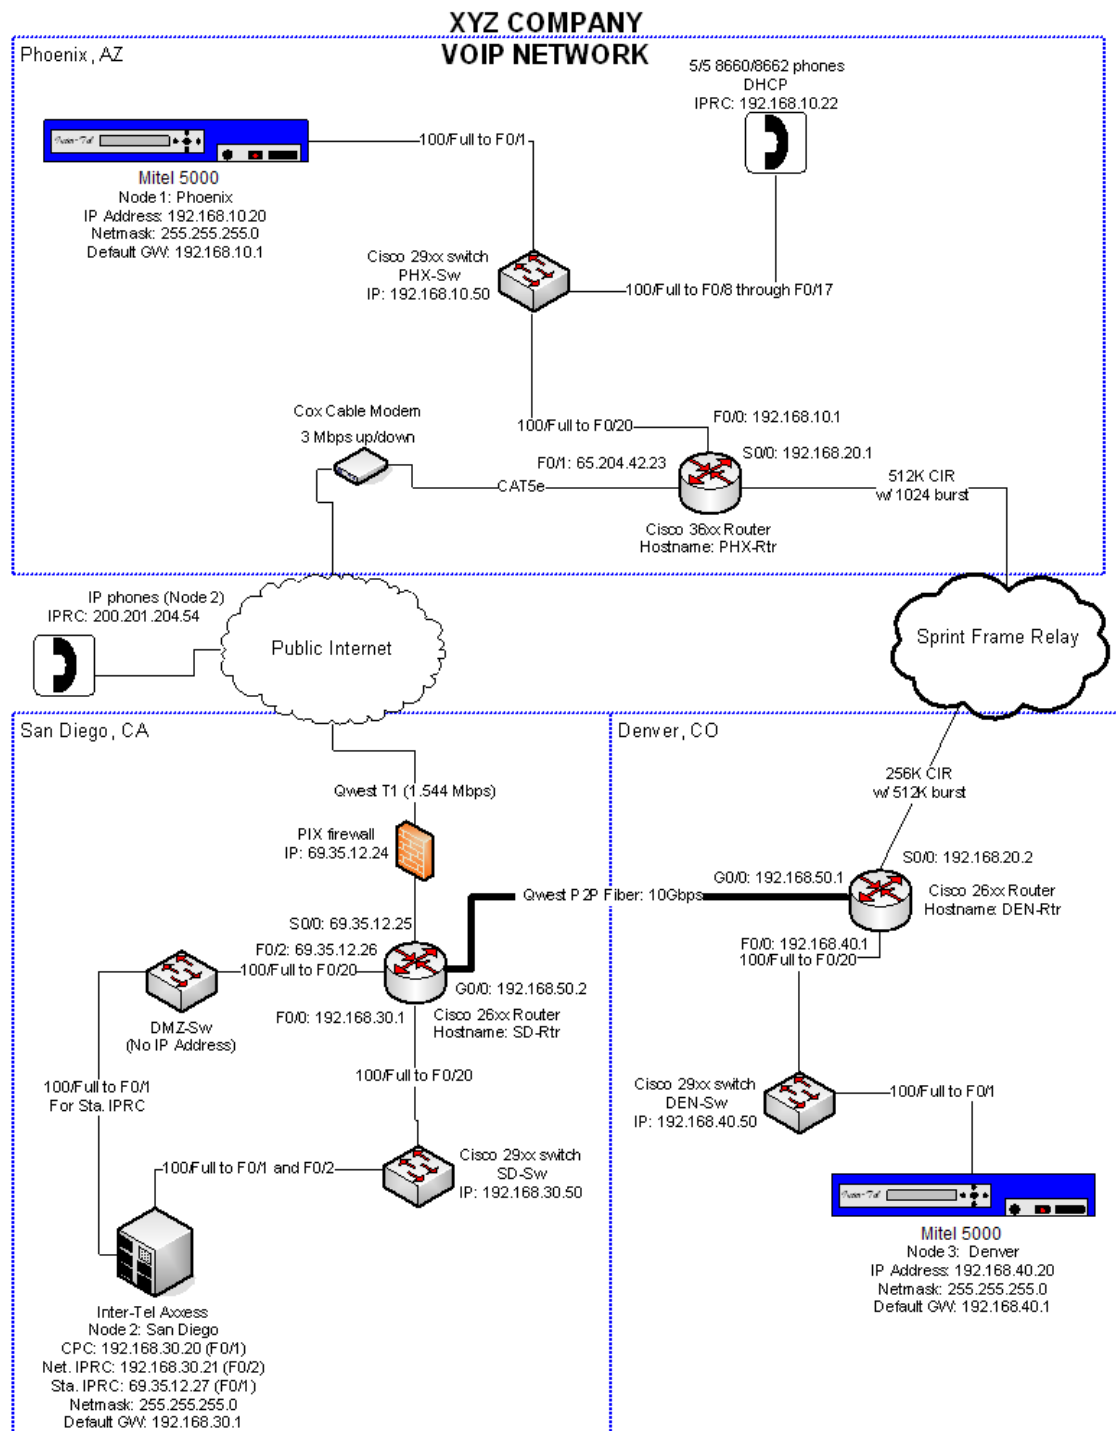 XYZ COMPANY
VOIP NETWORK
Phoenix, AZ
5/5 8660/8662 phones
DHCP
IPRC: 192.168.10.22
Inter-Tel
100/Full to F0/1
Mitel 5000
Node 1: Phoenix
IP Address: 192.168.10.20
Netmask: 255.255.255.0
Default GW: 192.168.10.1
Cisco 29xx switch
PHX-Sw
IP: 192.168.10.50
100/Full to F0/8 through F0/17
Cox Cable Modem
3 Mbps up/down
100/Full to F0/20
F0/0: 192.168.10.1
S0/0: 192.168.20.1
F0/1: 65.204.42.23
CAT5e
512K CIR
w/ 1024 burst
Cisco 36xx Router
Hostname: PHX-Rtr
IP phones (Node 2)
IPRC: 200.201.204.54
Public Internet
Sprint Frame Relay
San Diego, CA
Qwest T1 (1.544 Mbps)
PIX firewall
IP: 69.35.12.24
S0/0: 69.35.12.25
F0/2: 69.35.12.26
100/Full to F0/20
F0/0: 192.168.30.1
G0/0: 192.168.50.2
Cisco 26xx Router
Hostname: SD-Rtr
DMZ-Sw
(No IP Address)
100/Full to F0/1
For Sta. IPRC
100/Full to F0/20
100/Full to F0/1 and F0/2
Cisco 29xx switch
SD-Sw
IP: 192.168.30.50
Inter-Tel Axxess
Node 2: San Diego
CPC: 192.168.30.20 (F0/1)
Net. IPRC: 192.168.30.21 (F0/2)
Sta. IPRC: 69.35.12.27 (F0/1)
Netmask: 255.255.255.0
Default GW: 192.168.30.1
Qwest P2P Fiber: 10Gbps
Denver, CO
256K CIR
w/ 512K burst
S0/0: 192.168.20.2
G0/0: 192.168.50.1
Cisco 26xx Router
Hostname: DEN-Rtr
F0/0: 192.168.40.1
100/Full to F0/20
Cisco 29xx switch
DEN-Sw
IP: 192.168.40.50
100/Full to F0/1
Inter-Tel
Mitel 5000
Node 3: Denver
IP Address: 192.168.40.20
Netmask: 255.255.255.0
Default GW: 192.168.40.1